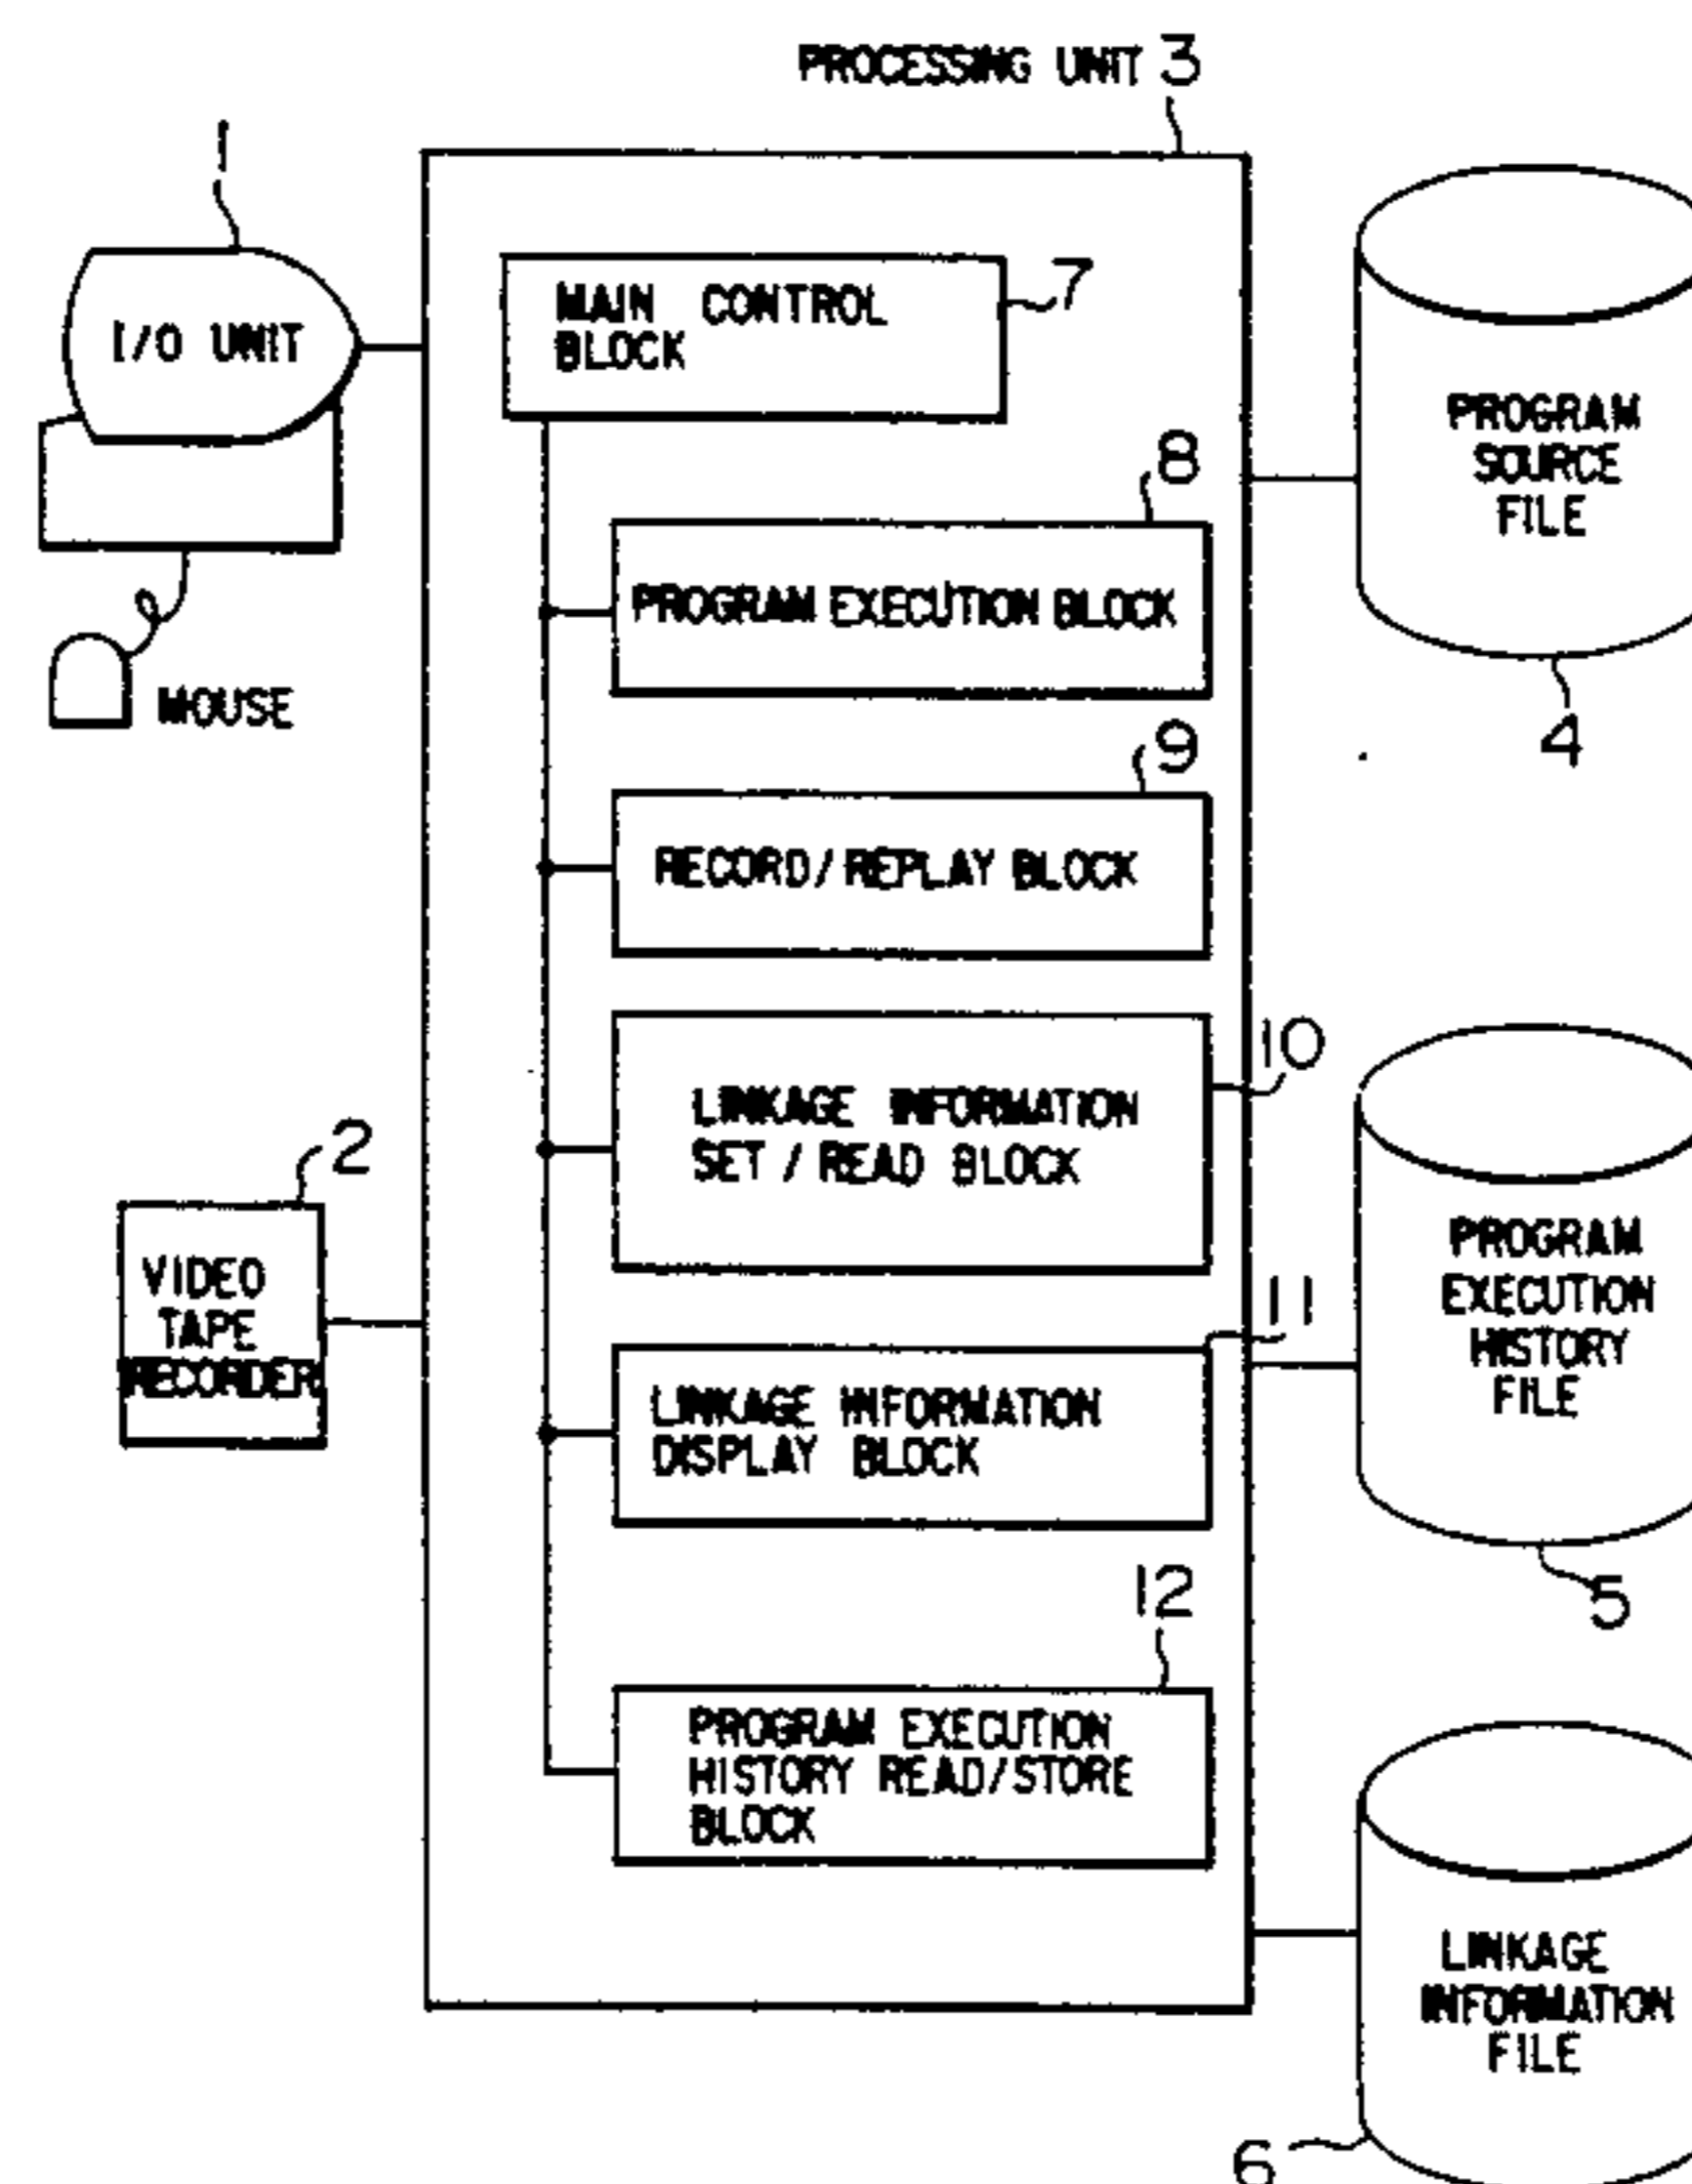 PROCESSING UNIT 3
1
I/O UNIT
MOUSE
2
VIDEO
TAPE
RECORDER
MAIN CONTROL
BLOCK
7
8
PROGRAM EXECUTION BLOCK
9
RECORD/REPLAY BLOCK
10
LINKAGE INFORMATION
SET / READ BLOCK
11
LINKAGE INFORMATION
DISPLAY BLOCK
12
PROGRAM EXECUTION
HISTORY READ/STORE
BLOCK
PROGRAM
SOURCE
FILE
4
PROGRAM
EXECUTION
HISTORY
FILE
5
LINKAGE
INFORMATION
FILE
6